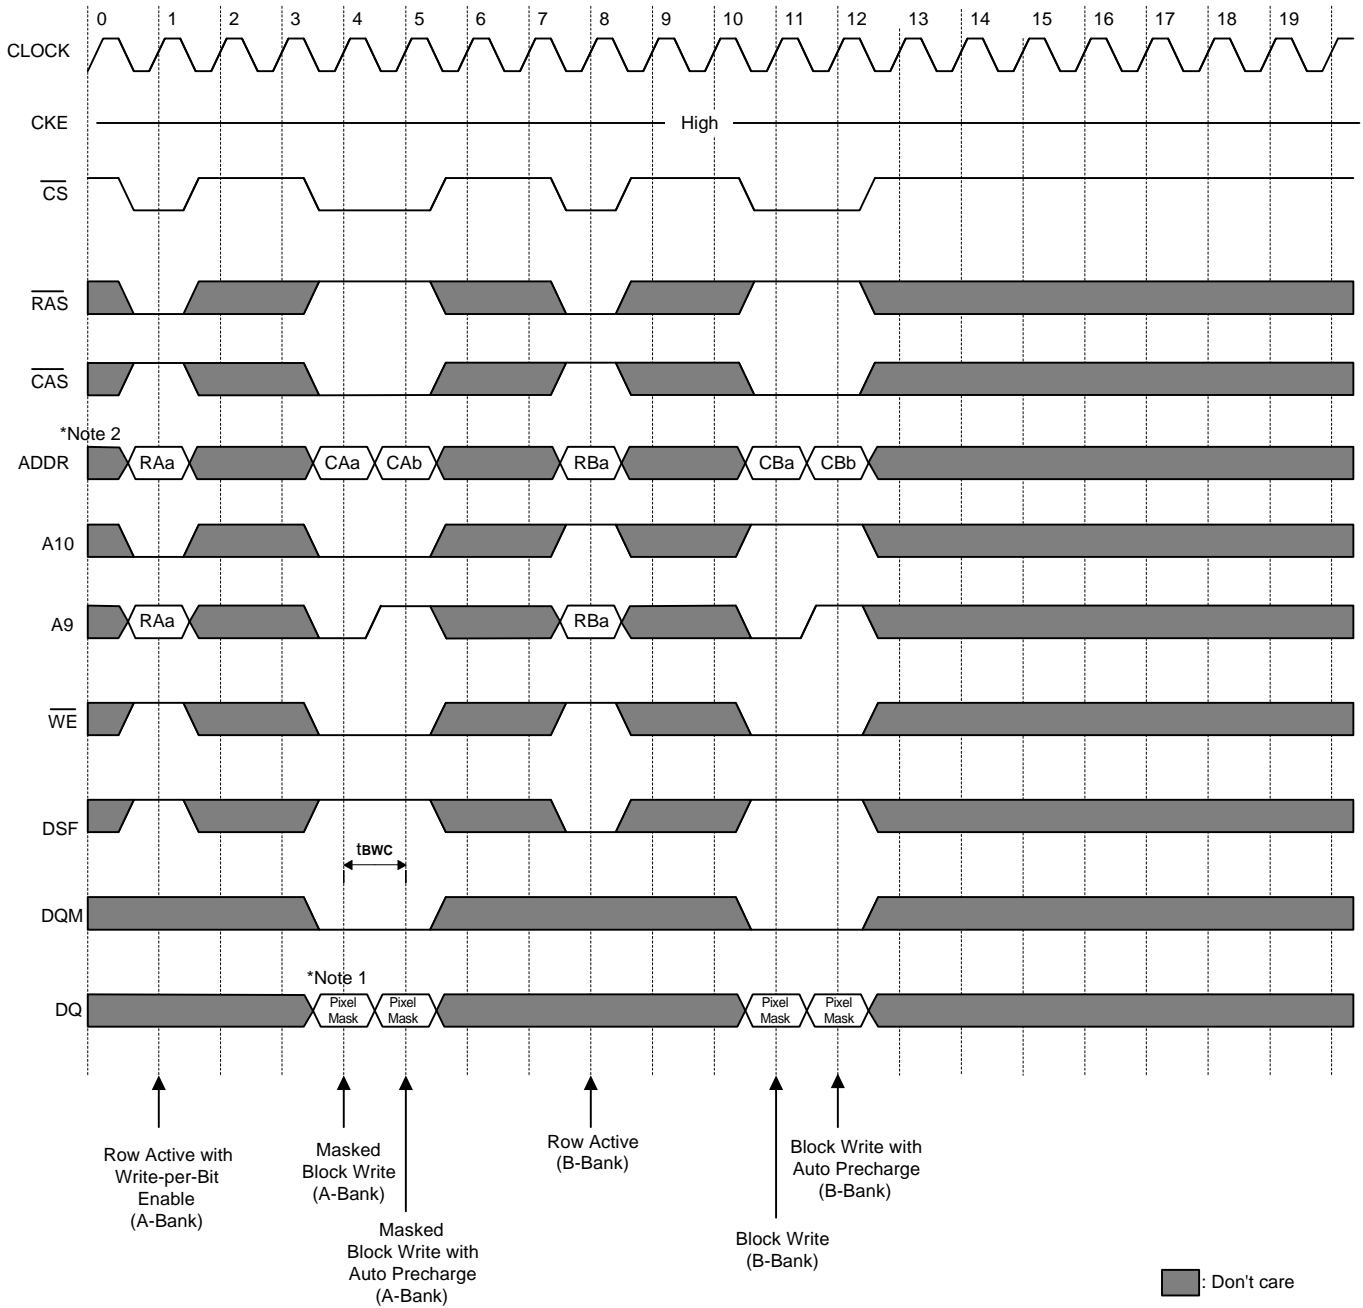 0 1 2 3 4 5 6 7 8 9 10 11 12 13 14 15 16 17 18 19
CLOCK
CKE High
CS
RAS
CAS
*Note 2
ADDR RAa CAa CAb RBa CBa CBb
A10
A9 RAa RBa
WE
DSF
tBWC
DQM
*Note 1
DQ Pixel Mask Pixel Mask Pixel Mask Pixel Mask
Row Active with
Write-per-Bit
Enable
(A-Bank)
Masked
Block Write
(A-Bank)
Masked
Block Write with
Auto Precharge
(A-Bank)
Row Active
(B-Bank)
Block Write
(B-Bank)
Block Write with
Auto Precharge
(B-Bank)
: Don't care